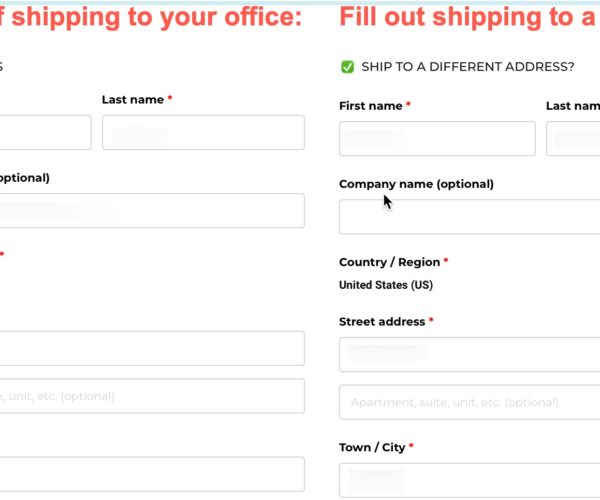 f shipping to your office:
s
Last name *
optional)
*
e, unit, etc. (optional)
Fill out shipping to a
✅ SHIP TO A DIFFERENT ADDRESS?
First name *
Last nam
Company name (optional)
Country / Region *
United States (US)
Street address *
Apartment, suite, unit, etc. (optional)
Town / City *